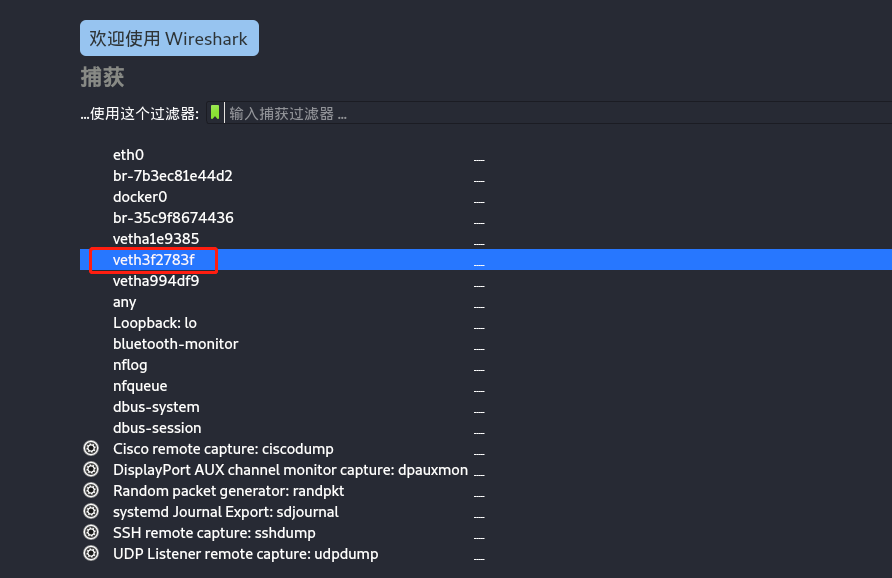 欢迎使用 Wireshark
捕获
…使用这个过滤器: 输入捕获过滤器 …
eth0
br-7b3ec81e44d2
docker0
br-35c9f8674436
vetha1e9385
veth3f2783f
vetha994df9
any
Loopback: lo
bluetooth-monitor
nflog
nfqueue
dbus-system
dbus-session
Cisco remote capture: ciscodump
DisplayPort AUX channel monitor capture: dpauxmon
Random packet generator: randpkt
systemd Journal Export: sdjournal
SSH remote capture: sshdump
UDP Listener remote capture: udpdump